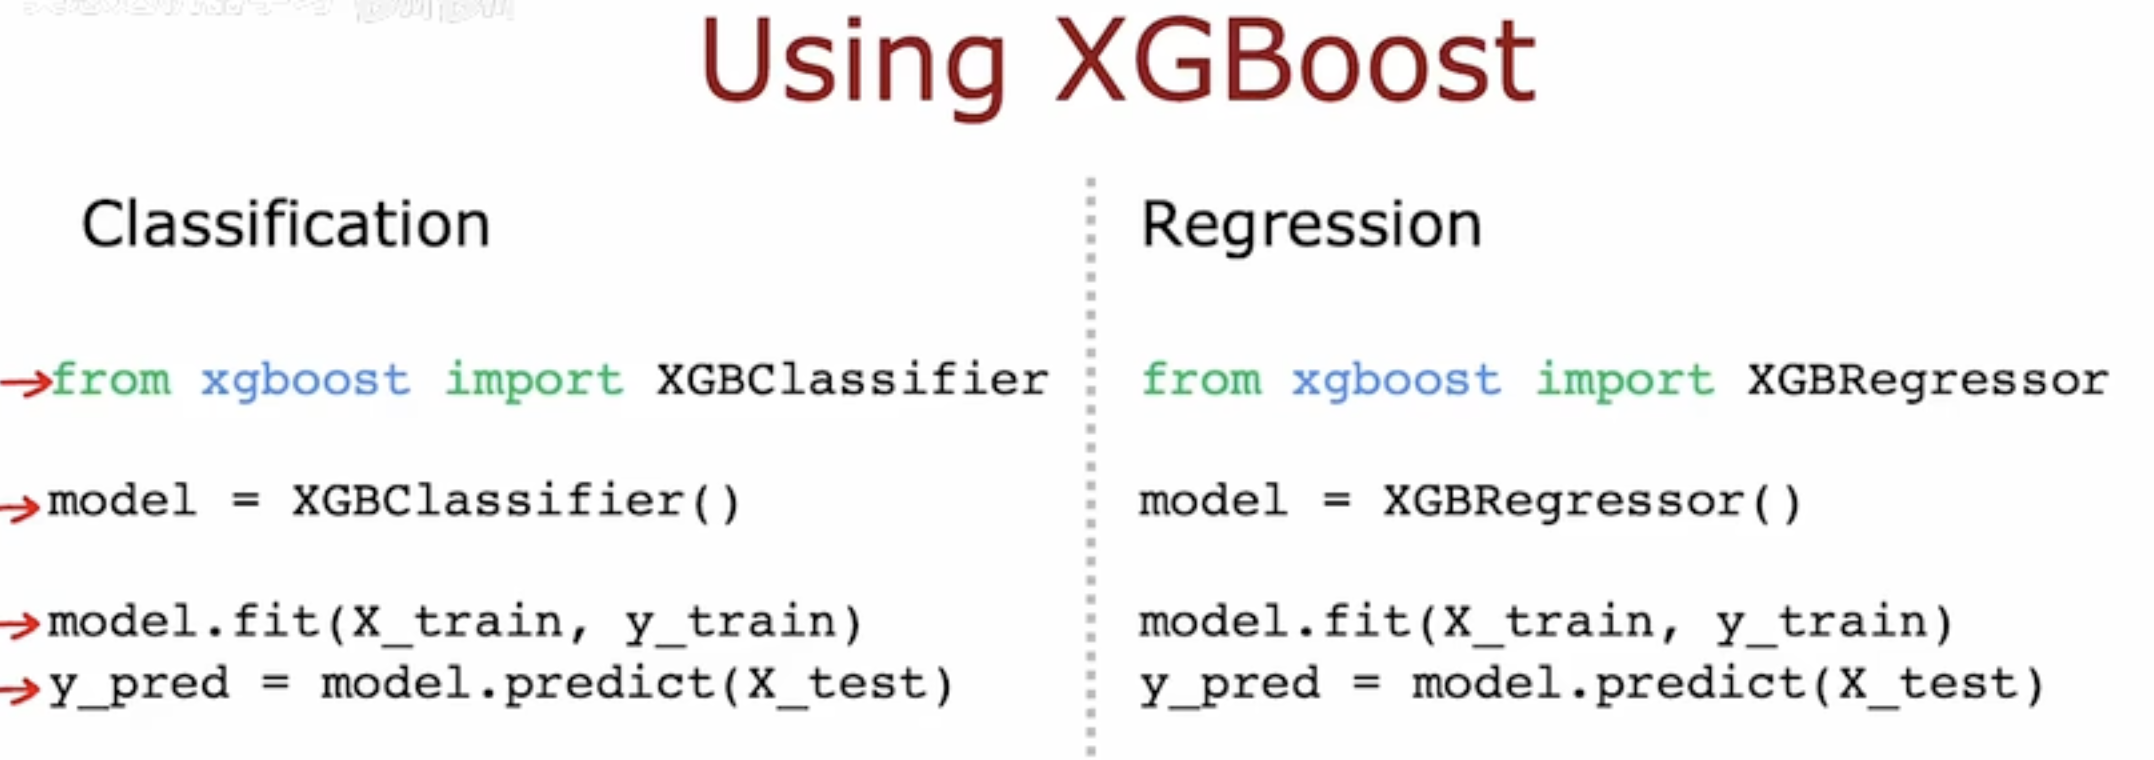 Using XGBoost
Classification
from xgboost import XGBClassifier
model = XGBClassifier()
model.fit(X_train, y_train)
y_pred = model.predict(X_test)
Regression
from xgboost import XGBRegressor
model = XGBRegressor()
model.fit(X_train, y_train)
y_pred = model.predict(X_test)